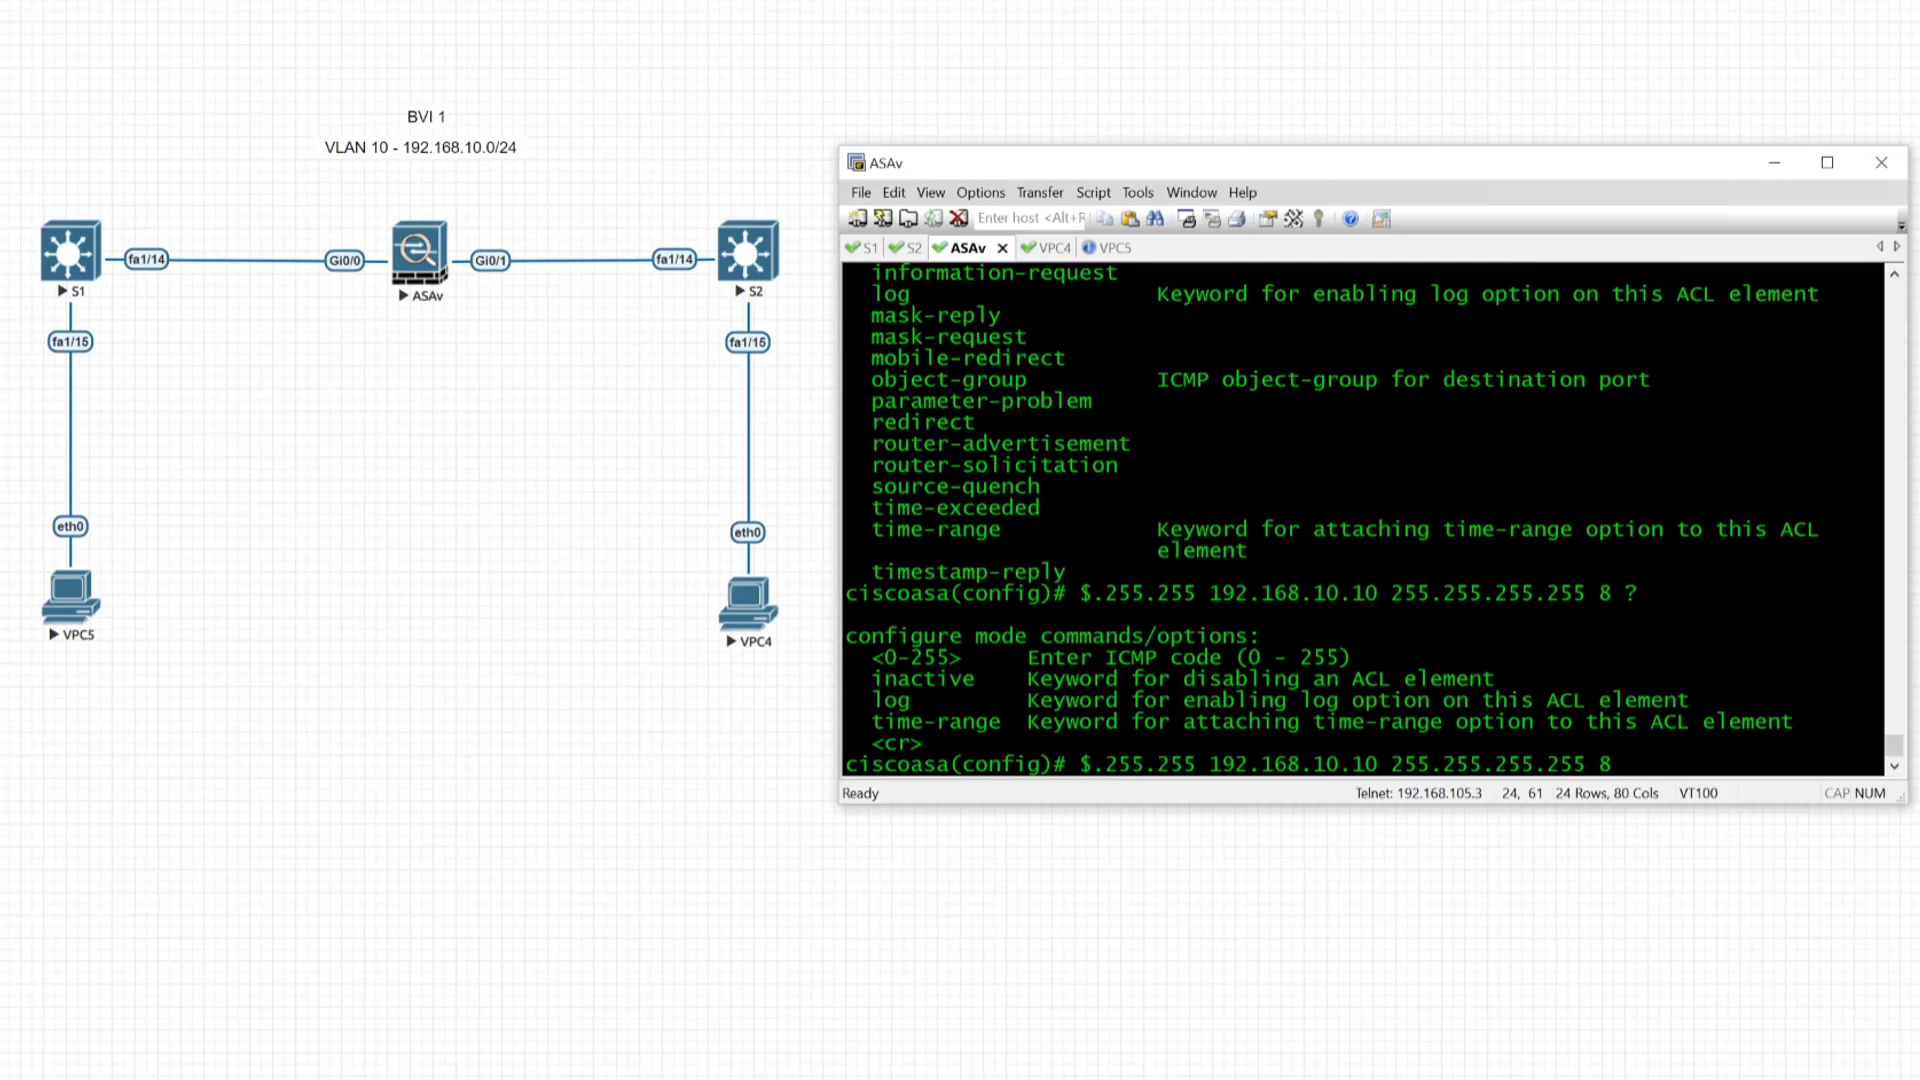 BVI 1
VLAN 10 - 192.168.10.0/24
fa1/14
Gi0/0
Gi0/1
fa1/14
S1
ASAv
S2
fa1/15
fa1/15
eth0
eth0
VPC5
VPC4
ASAv
File Edit View Options Transfer Script Tools Window Help
Enter host <Alt+R
S1 S2 ASAv VPC4 VPC5
information-request
log Keyword for enabling log option on this ACL element
mask-reply
mask-request
mobile-redirect
object-group ICMP object-group for destination port
parameter-problem
redirect
router-advertisement
router-solicitation
source-quench
time-exceeded
time-range Keyword for attaching time-range option to this ACL
element
timestamp-reply
ciscoasa(config)# $.255.255 192.168.10.10 255.255.255.255 8 ?
configure mode commands/options:
<0-255> Enter ICMP code (0 - 255)
inactive Keyword for disabling an ACL element
log Keyword for enabling log option on this ACL element
time-range Keyword for attaching time-range option to this ACL element
<cr>
ciscoasa(config)# $.255.255 192.168.10.10 255.255.255.255 8
Ready Telnet: 192.168.105.3 24, 61 24 Rows, 80 Cols VT100 CAP NUM